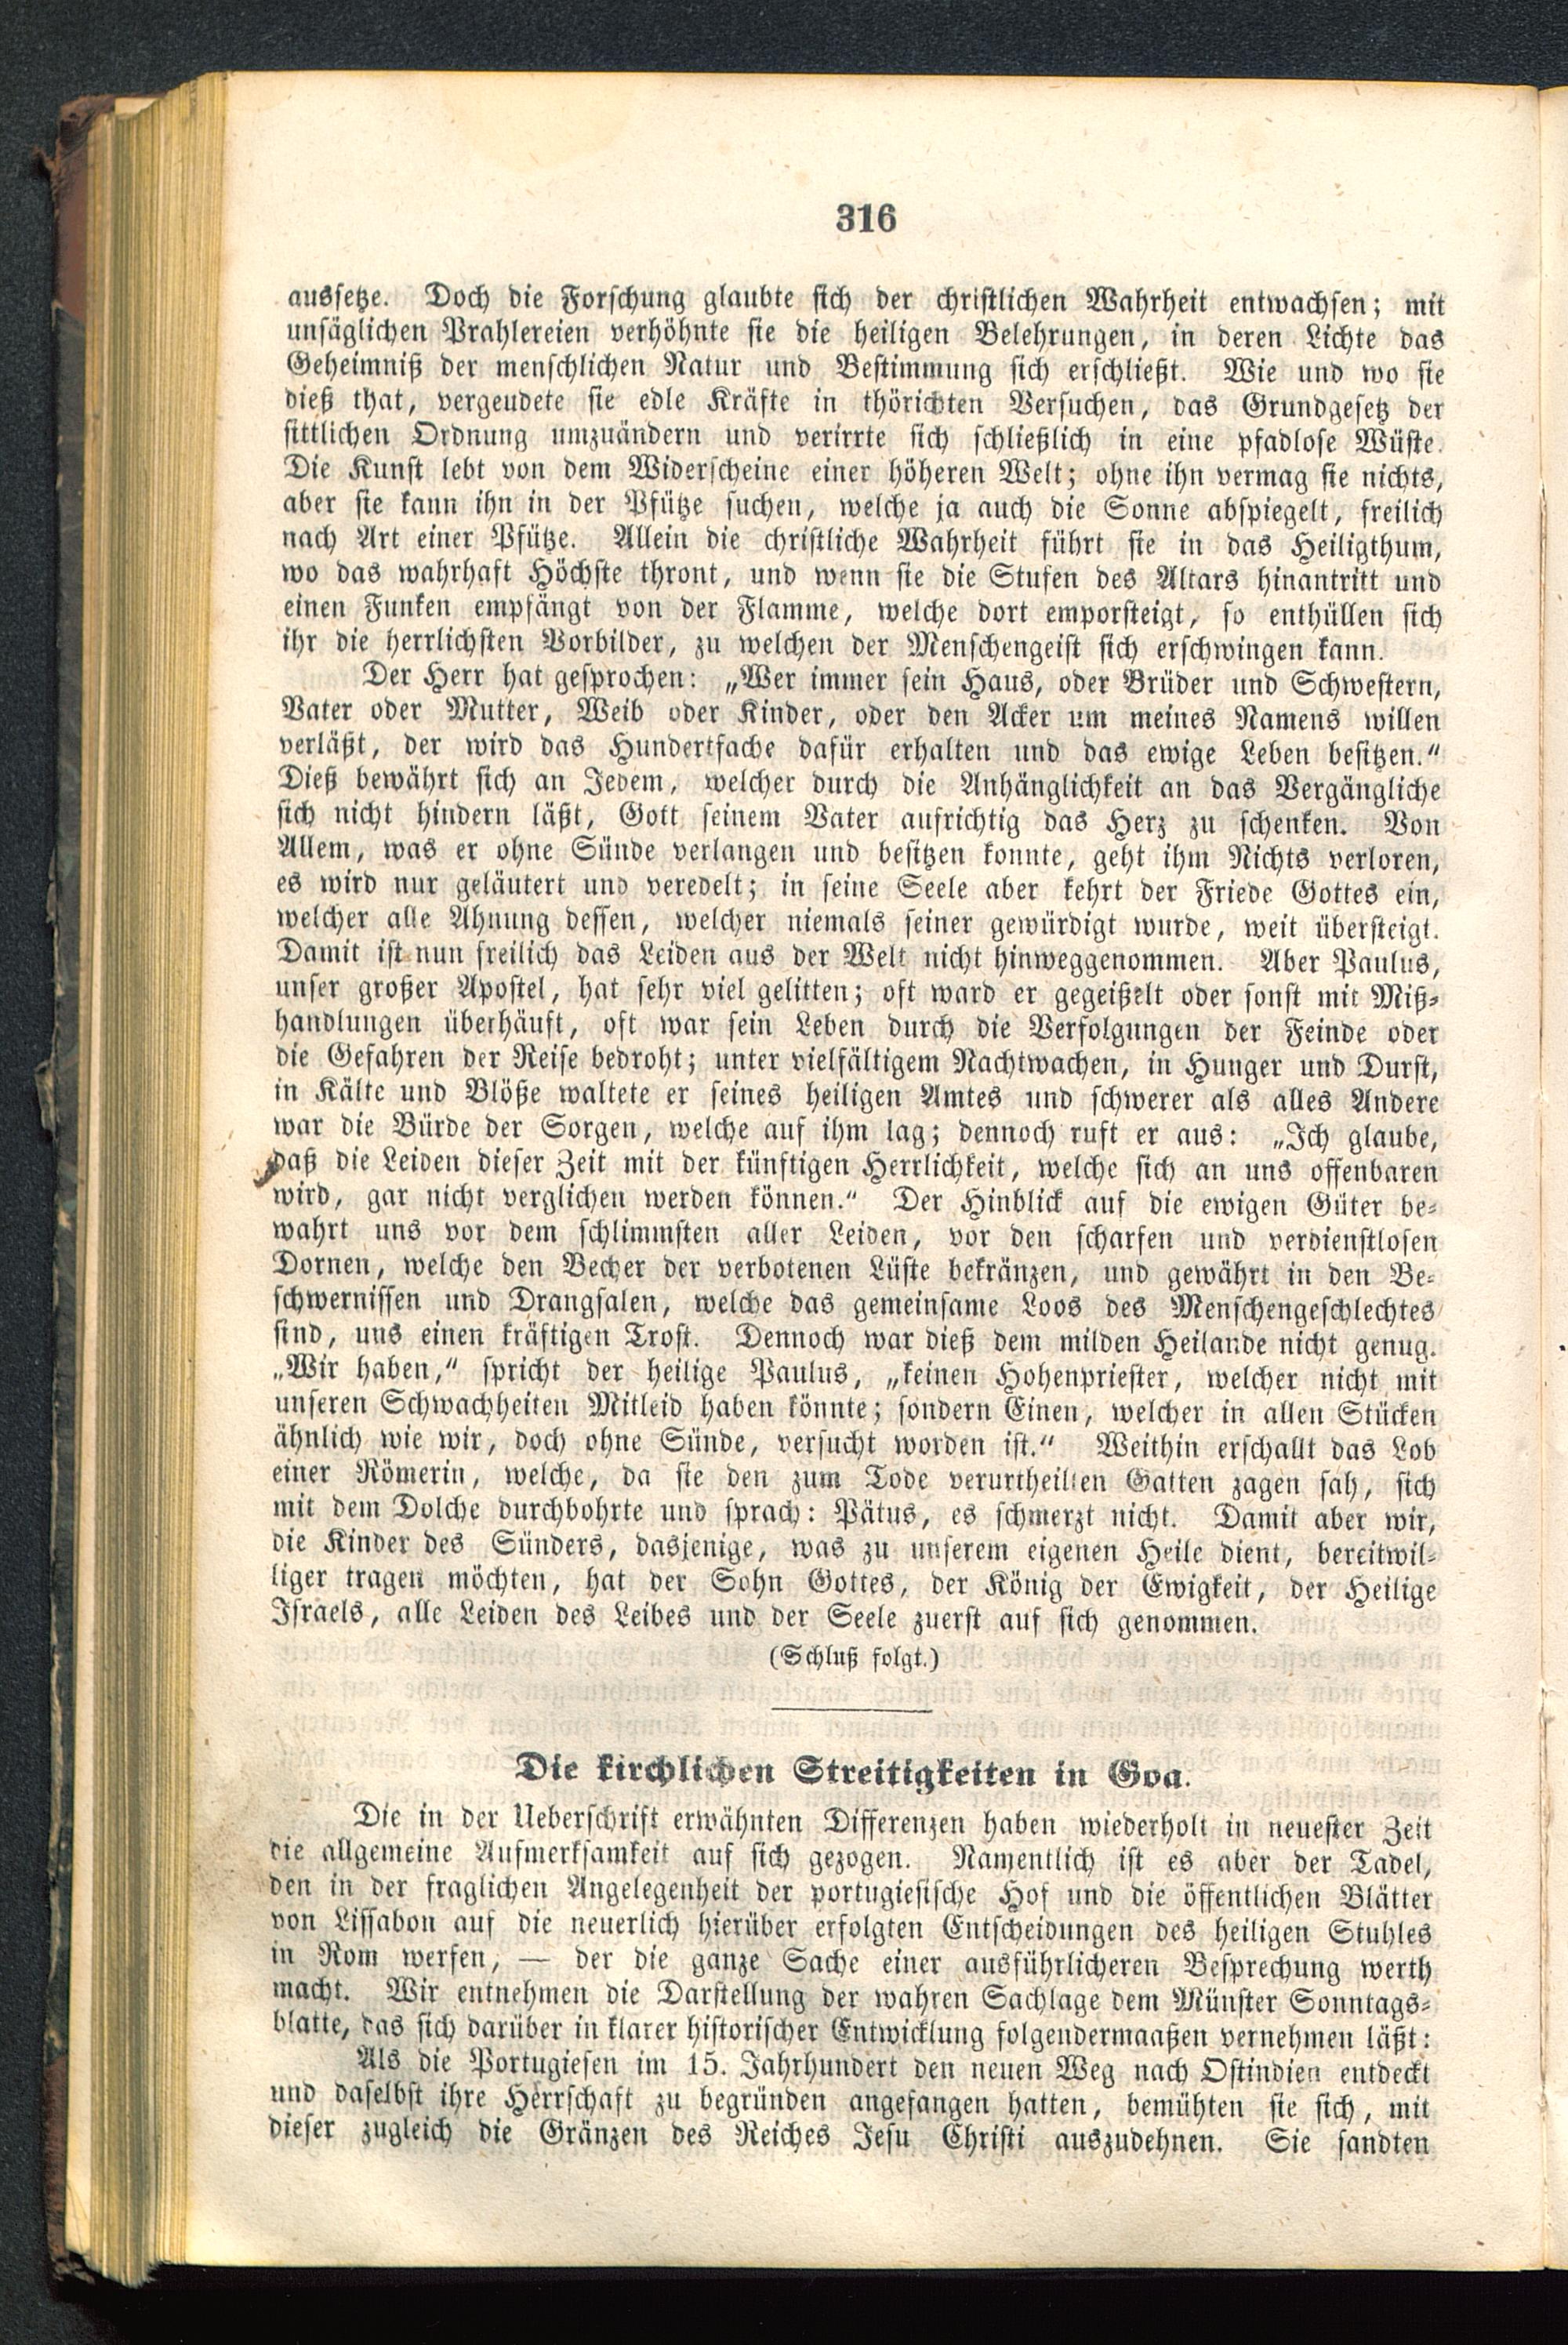 316
aussetze. Doch die Forschung glaubte sich der christlichen Wahrheit entwachsen; mit
unsäglichen Prahlereien verhöhnte sie die heiligen Belehrungen, in deren Lichte das
Geheimniß der menschlichen Natur und Bestimmung sich erschließt. Wie und wo sie
dieß that, vergeudete sie edle Kräfte in thörichten Versuchen, das Grundgesetz der
sittlichen Ordnung umzuändern und verirrte sich schließlich in eine pfadlose Wüste.
Die Kunst lebt von dem Widerscheine einer höheren Welt; ohne ihn vermag sie nichts,
aber sie kann ihn in der Pfütze suchen, welche ja auch die Sonne abspiegelt, freilich
nach Art einer Pfütze. Allein die christliche Wahrheit führt sie in das Heiligthum,
wo das wahrhaft Höchste thront, und wenn sie die Stufen des Altars hinantritt und
einen Funken empfängt von der Flamme, welche dort emporsteigt, so enthüllen sich
ihr die herrlichsten Vorbilder, zu welchen der Menschengeist sich erschwingen kann.
Der Herr hat gesprochen: „Wer immer sein Haus, oder Brüder und Schwestern,
Vater oder Mutter, Weib oder Kinder, oder den Acker um meines Namens willen
verläßt, der wird das Hundertfache dafür erhalten und das ewige Leben besitzen.“
Dieß bewährt sich an Jedem, welcher durch die Anhänglichkeit an das Vergängliche
sich nicht hindern läßt, Gott seinem Vater aufrichtig das Herz zu schenken. Von
Allem, was er ohne Sünde verlangen und besitzen konnte, geht ihm Nichts verloren,
es wird nur geläutert und veredelt; in seine Seele aber kehrt der Friede Gottes ein,
welcher alle Ahnung dessen, welcher niemals seiner gewürdigt wurde, weit übersteigt.
Damit ist nun freilich das Leiden aus der Welt nicht hinweggenommen. Aber Paulus,
unser großer Apostel, hat sehr viel gelitten; oft ward er gegeißelt oder sonst mit Miß-
handlungen überhäuft, oft war sein Leben durch die Verfolgungen der Feinde oder
die Gefahren der Reise bedroht; unter vielfältigem Nachtwachen, in Hunger und Durst,
in Kälte und Blöße waltete er seines heiligen Amtes und schwerer als alles Andere
war die Bürde der Sorgen, welche auf ihm lag; dennoch ruft er aus: „Ich glaube,
daß die Leiden dieser Zeit mit der künftigen Herrlichkeit, welche sich an uns offenbaren
wird, gar nicht verglichen werden können.“ Der Hinblick auf die ewigen Güter be-
wahrt uns vor dem schlimmsten aller Leiden, vor den scharfen und verdienstlosen
Dornen, welche den Becher der verbotenen Lüste bekränzen, und gewährt in den Be-
schwernissen und Drangsalen, welche das gemeinsame Loos des Menschengeschlechtes
sind, uns einen kräftigen Trost. Dennoch war dieß dem milden Heilande nicht genug.
„Wir haben,“ spricht der heilige Paulus, „keinen Hohenpriester, welcher nicht mit
unseren Schwachheiten Mitleid haben könnte; sondern Einen, welcher in allen Stücken
ähnlich wie wir, doch ohne Sünde, versucht worden ist.“ Weithin erschallt das Lob
einer Römerin, welche, da sie den zum Tode verurtheilten Gatten zagen sah, sich
mit dem Dolche durchbohrte und sprach: Pätus, es schmerzt nicht. Damit aber wir,
die Kinder des Sünders, dasjenige, was zu unserem eigenen Heile dient, bereitwil-
liger tragen möchten, hat der Sohn Gottes, der König der Ewigkeit, der Heilige
Israels, alle Leiden des Leibes und der Seele zuerst auf sich genommen.
(Schluß folgt.)
Die kirchlichen Streitigkeiten in Goa.
Die in der Ueberschrift erwähnten Differenzen haben wiederholt in neuester Zeit
die allgemeine Aufmerksamkeit auf sich gezogen. Namentlich ist es aber der Tadel,
den in der fraglichen Angelegenheit der portugiesische Hof und die öffentlichen Blätter
von Lissabon auf die neuerlich hierüber erfolgten Entscheidungen des heiligen Stuhles
in Rom werfen, — der die ganze Sache einer ausführlicheren Besprechung werth
macht. Wir entnehmen die Darstellung der wahren Sachlage dem Münster Sonntags-
blatte, das sich darüber in klarer historischer Entwicklung folgendermaaßen vernehmen läßt:
Als die Portugiesen im 15. Jahrhundert den neuen Weg nach Ostindien entdeckt
und daselbst ihre Herrschaft zu begründen angefangen hatten, bemühten sie sich, mit
dieser zugleich die Gränzen des Reiches Jesu Christi auszudehnen. Sie sandten